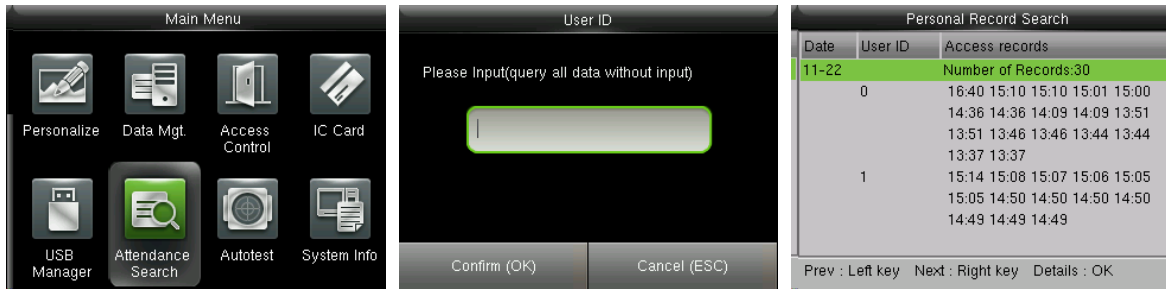 Main Menu
Personalize
Data Mgt.
Access
Control
IC Card
USB
Manager
Attendance
Search
Autotest
System Info
User ID
Please Input(query all data without input)
Confirm (OK)
Cancel (ESC)
Personal Record Search
Date User ID Access records
11-22 Number of Records:30
0 16:40 15:10 15:10 15:01 15:00
14:36 14:36 14:09 14:09 13:51
13:51 13:46 13:46 13:44 13:44
13:37 13:37
1 15:14 15:08 15:07 15:06 15:05
15:05 14:50 14:50 14:50 14:50
14:49 14:49 14:49
Prev : Left key Next : Right key Details : OK